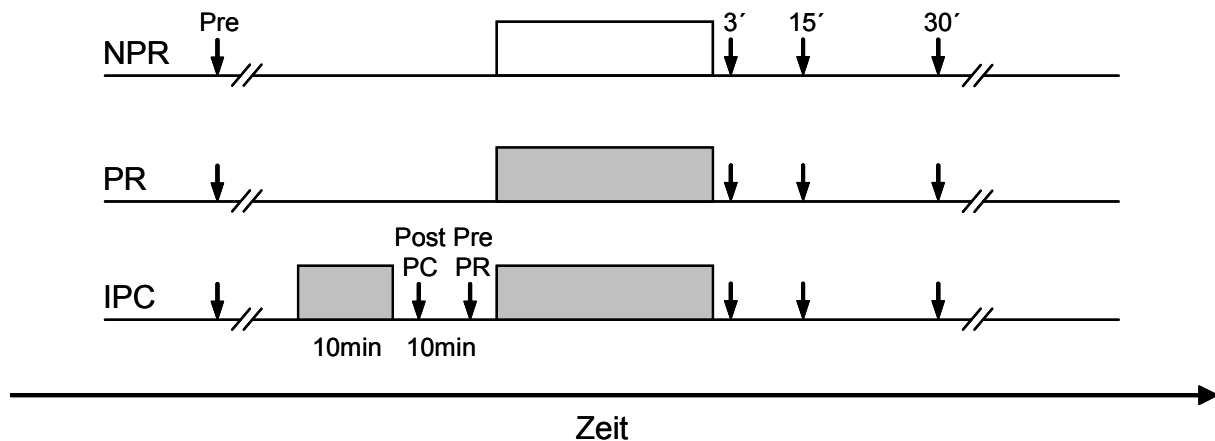 Pre 3´ 15´ 30´
NPR
PR
Post Pre
PC PR
IPC
10min 10min
Zeit